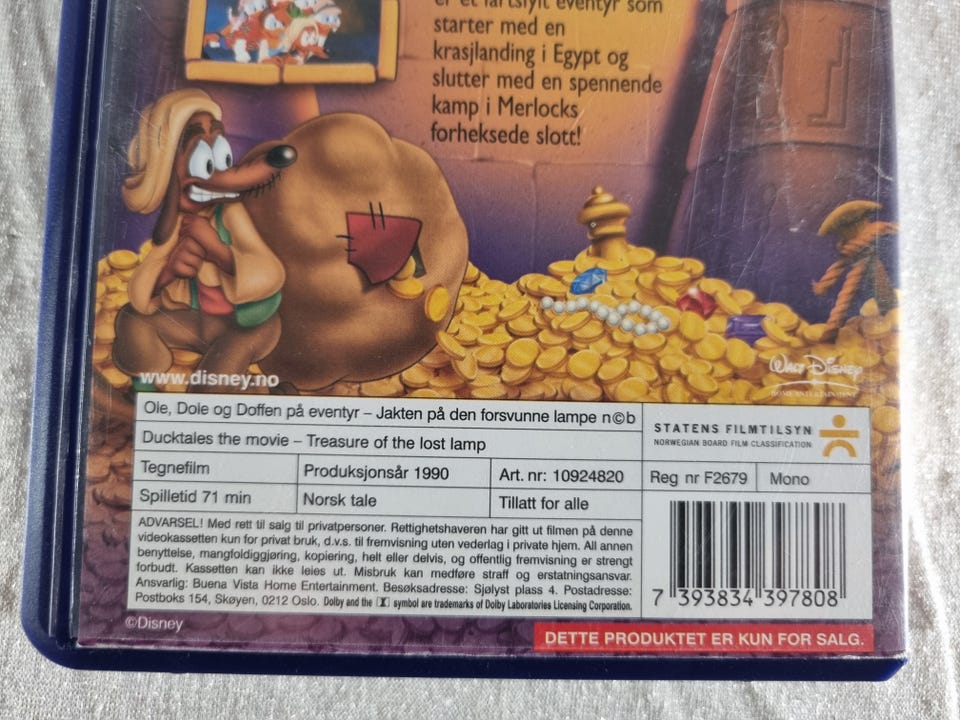 er et fartsfylt eventyr som
starter med en
krasjlanding i Egypt og
slutter med en spennende
kamp i Merlocks
forheksede slott!
www.disney.no
WALT DISNEY
HOME ENTERTAINMENT
Ole, Dole og Doffen på eventyr – Jakten på den forsvunne lampe n©b
Ducktales the movie – Treasure of the lost lamp
Tegnefilm Produksjonsår 1990 Art. nr: 10924820
Spilletid 71 min Norsk tale Tillatt for alle
STATENS FILMTILSYN
NORWEGIAN BOARD FILM CLASSIFICATION
Reg nr F2679 Mono
ADVARSEL! Med rett til salg til privatpersoner. Rettighetshaveren har gitt ut filmen på denne
videokassetten kun for privat bruk, d.v.s. til fremvisning uten vederlag i private hjem. All annen
benyttelse, mangfoldiggjøring, kopiering, helt eller delvis, og offentlig fremvisning er strengt
forbudt. Kassetten kan ikke leies ut. Misbruk kan medføre straff og erstatningsansvar.
Ansvarlig: Buena Vista Home Entertainment. Besøksadresse: Sjølyst plass 4. Postadresse:
Postboks 154, Skøyen, 0212 Oslo. Dolby and the symbol are trademarks of Dolby Laboratories Licensing Corporation.
7 393834 397808
©Disney
DETTE PRODUKTET ER KUN FOR SALG.